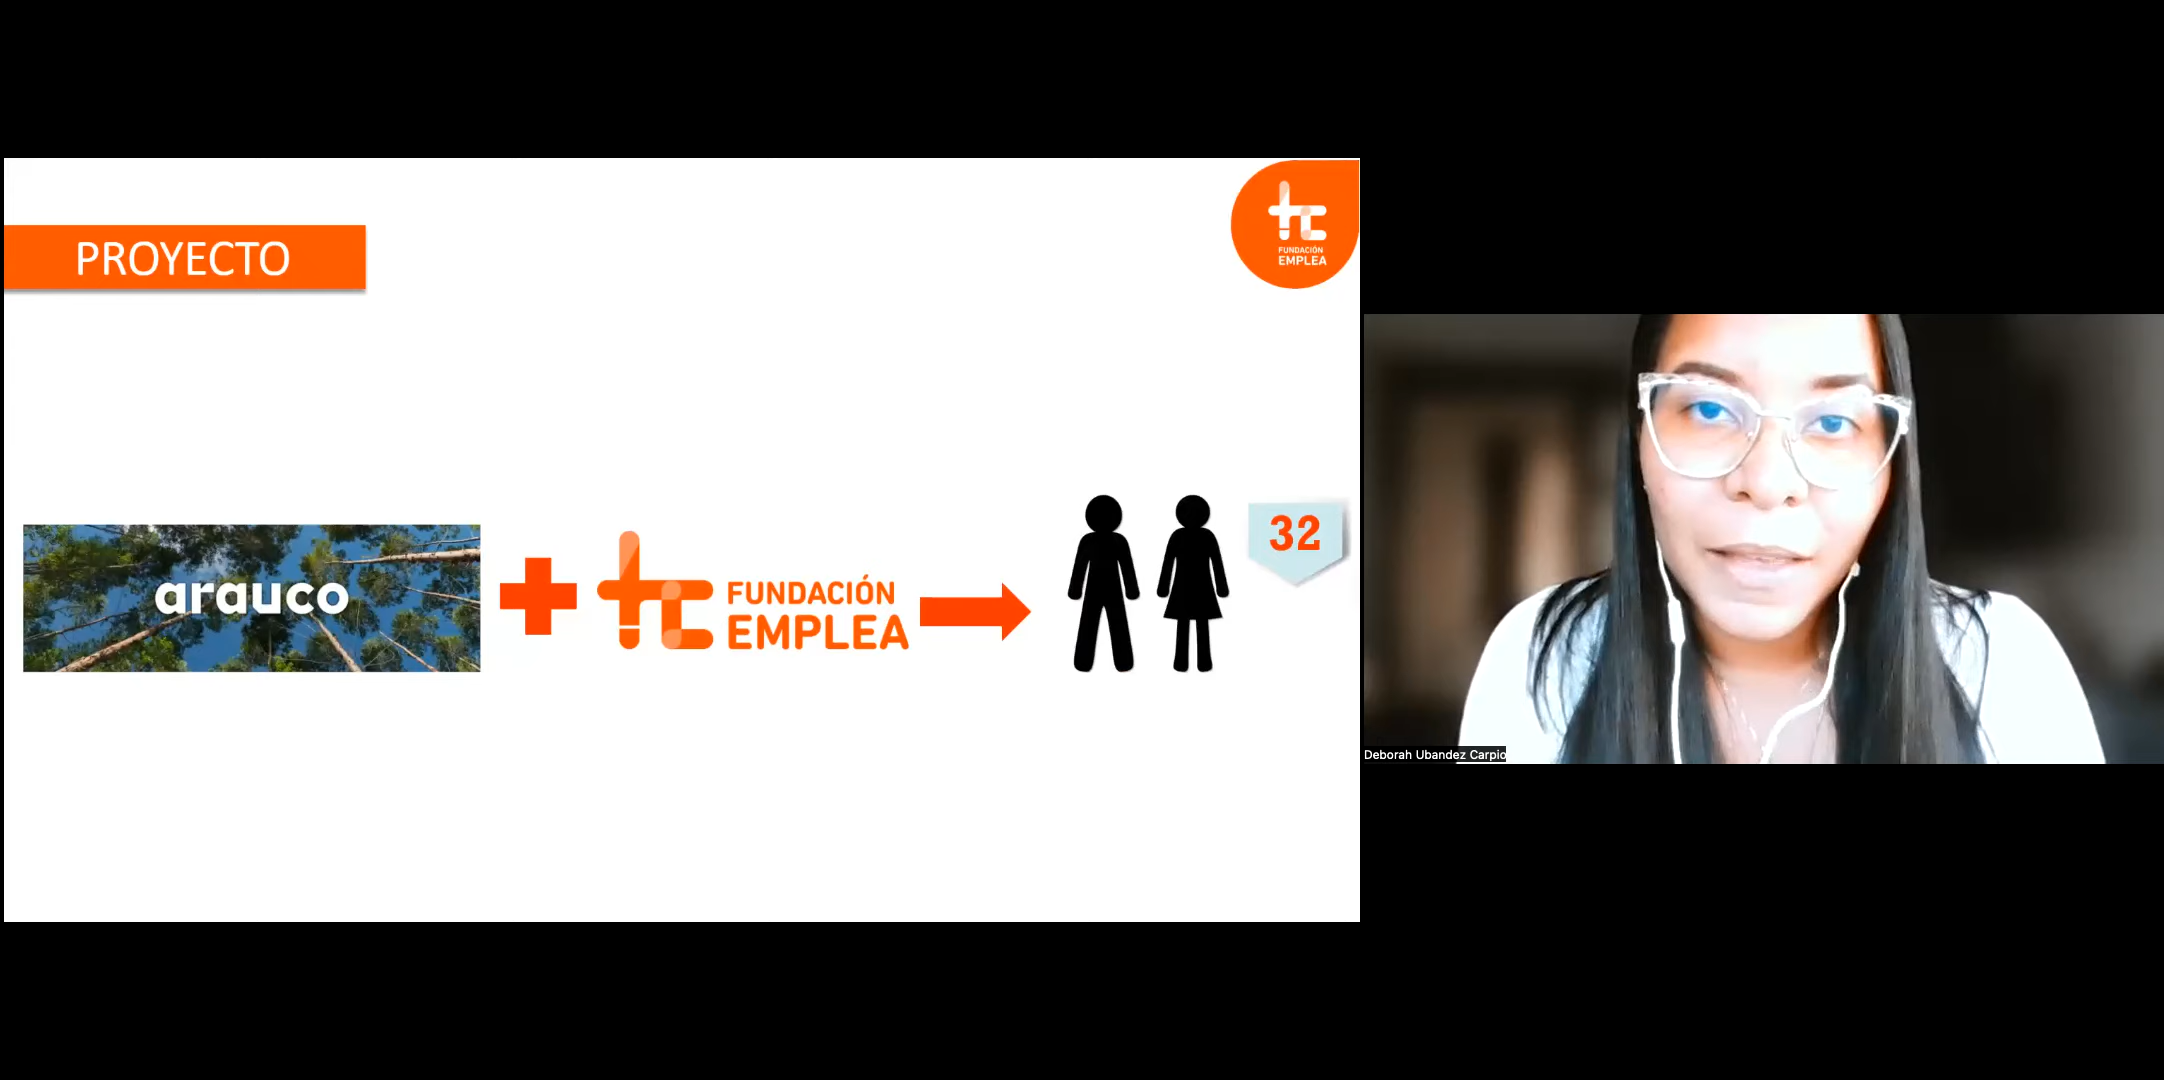 PROYECTO
FUNDACIÓN
EMPLEA
arauco
FUNDACIÓN
EMPLEA
32
Deborah Ubandez Carpio